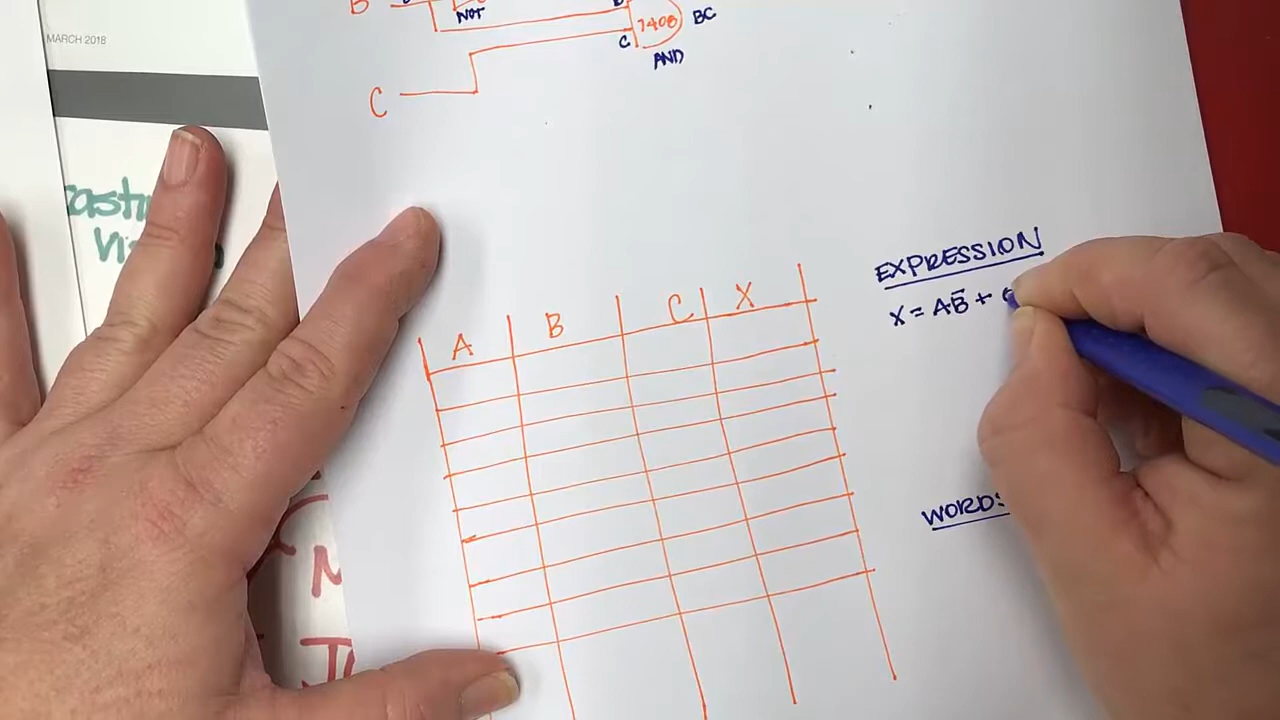 MARCH 2018
B
NOT
B
7408
BC
C
AND
C
EXPRESSION
X = AB̄ +
A B C X
WORDS